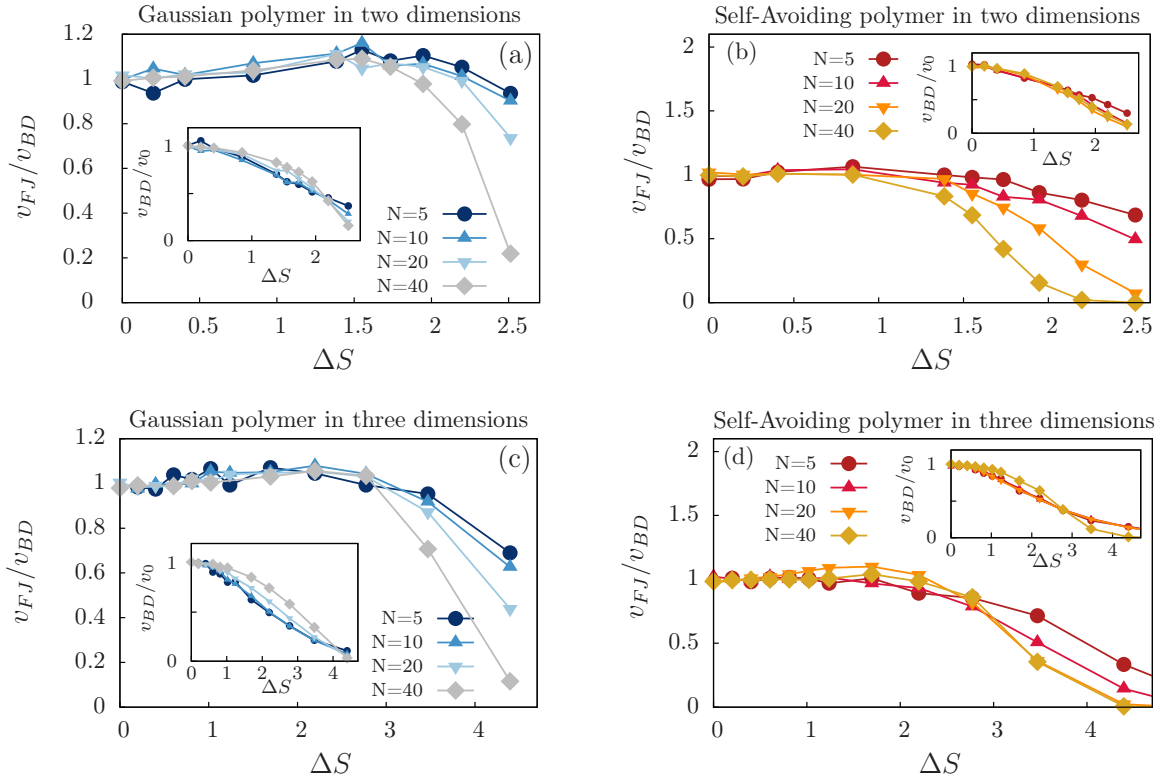 Gaussian polymer in two dimensions
(a)
v_FJ/v_BD
1.2
1
0.8
0.6
0.4
0.2
0
0
0.5
1
1.5
2
2.5
ΔS
N=5
N=10
N=20
N=40
v_BD/v_0
1
0
0
1
2
ΔS
Self-Avoiding polymer in two dimensions
(b)
v_FJ/v_BD
2
1.5
1
0.5
0
0
0.5
1
1.5
2
2.5
ΔS
N=5
N=10
N=20
N=40
v_BD/v_0
1
0
0
1
2
ΔS
Gaussian polymer in three dimensions
(c)
v_FJ/v_BD
1.2
1
0.8
0.6
0.4
0.2
0
0
1
2
3
4
ΔS
N=5
N=10
N=20
N=40
v_BD/v_0
1
0
0
1
2
3
4
ΔS
Self-Avoiding polymer in three dimensions
(d)
v_FJ/v_BD
2
1.5
1
0.5
0
0
1
2
3
4
ΔS
N=5
N=10
N=20
N=40
v_BD/v_0
1
0
0
1
2
3
4
ΔS